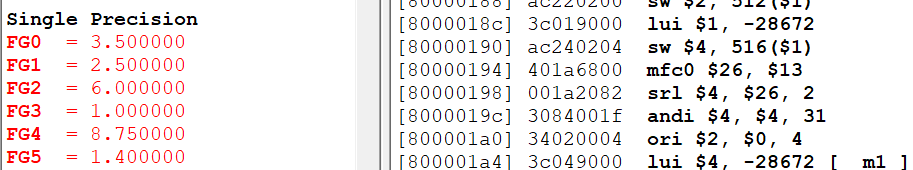 Single Precision
FG0 = 3.500000
FG1 = 2.500000
FG2 = 6.000000
FG3 = 1.000000
FG4 = 8.750000
FG5 = 1.400000
[80000188] ac220200 sw $2, 512($1)
[8000018c] 3c019000 lui $1, -28672
[80000190] ac240204 sw $4, 516($1)
[80000194] 401a6800 mfc0 $26, $13
[80000198] 001a2082 srl $4, $26, 2
[8000019c] 3084001f andi $4, $4, 31
[800001a0] 34020004 ori $2, $0, 4
[800001a4] 3c049000 lui $4, -28672 [ m1 ]